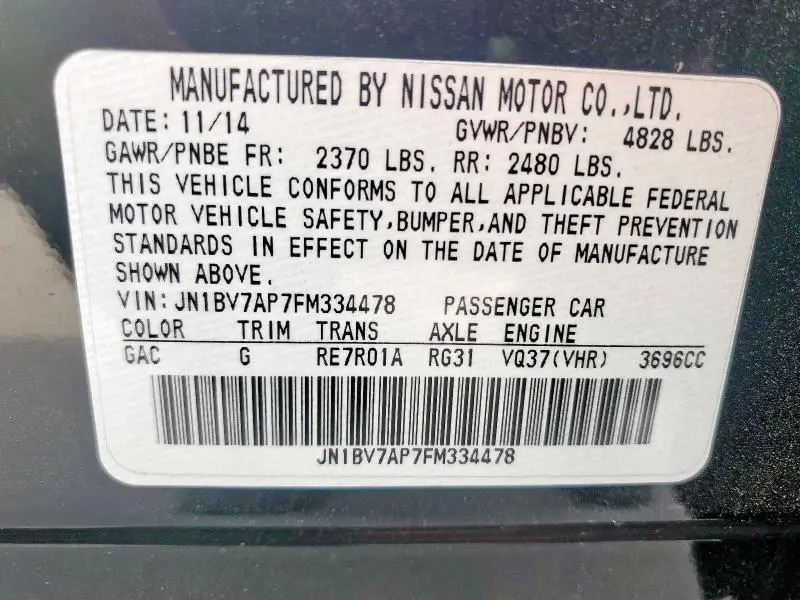 MANUFACTURED BY NISSAN MOTOR CO.,LTD.
DATE: 11/14 GVWR/PNBV: 4828 LBS.
GAWR/PNBE FR: 2370 LBS. RR: 2480 LBS.
THIS VEHICLE CONFORMS TO ALL APPLICABLE FEDERAL
MOTOR VEHICLE SAFETY,BUMPER,AND THEFT PREVENTION
STANDARDS IN EFFECT ON THE DATE OF MANUFACTURE
SHOWN ABOVE.
VIN: JN1BV7AP7FM334478 PASSENGER CAR
COLOR TRIM TRANS AXLE ENGINE
GAC G RE7R01A RG31 VQ37(VHR) 3696CC
JN1BV7AP7FM334478